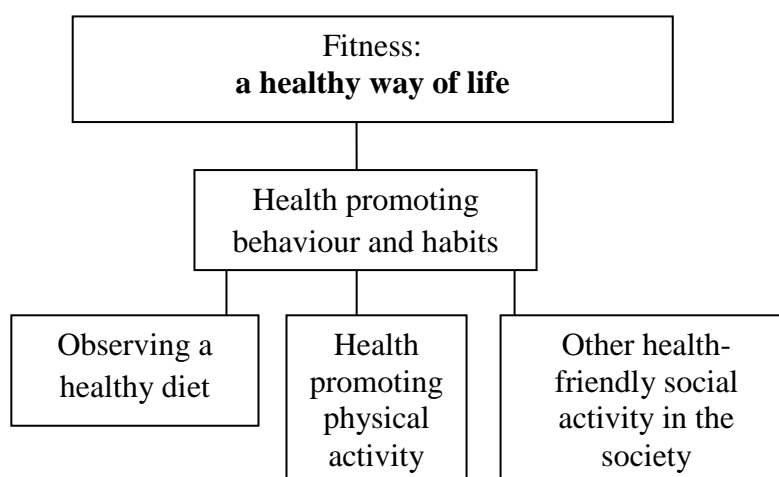 Fitness:
a healthy way of life
Health promoting
behaviour and habits
Observing a
healthy diet
Health
promoting
physical
activity
Other health-
friendly social
activity in the
society